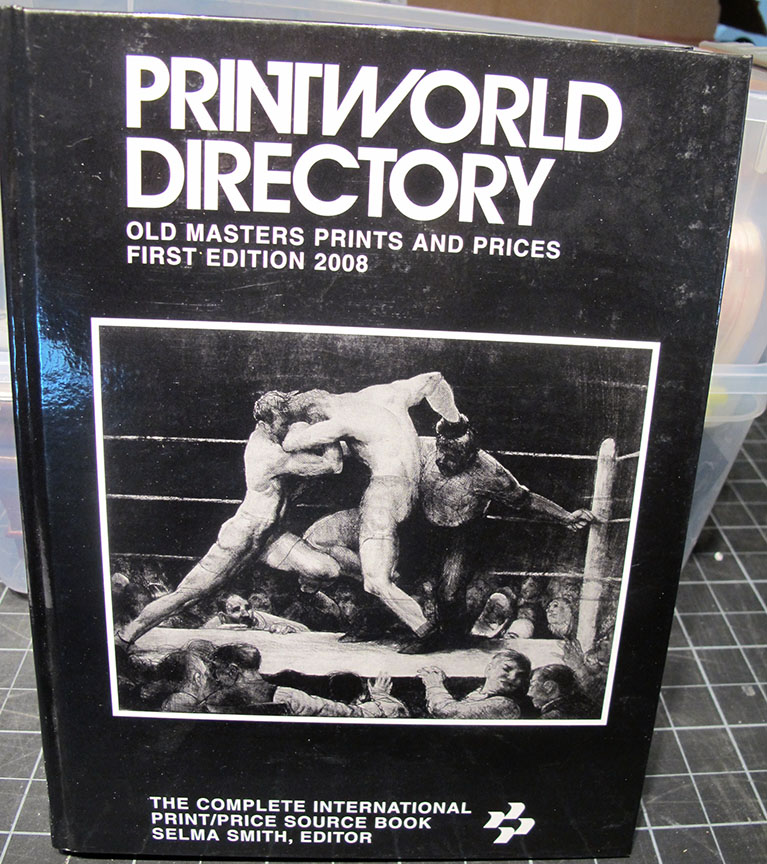 PRINTWORLD
DIRECTORY
OLD MASTERS PRINTS AND PRICES
FIRST EDITION 2008
THE COMPLETE INTERNATIONAL
PRINT/PRICE SOURCE BOOK
SELMA SMITH, EDITOR